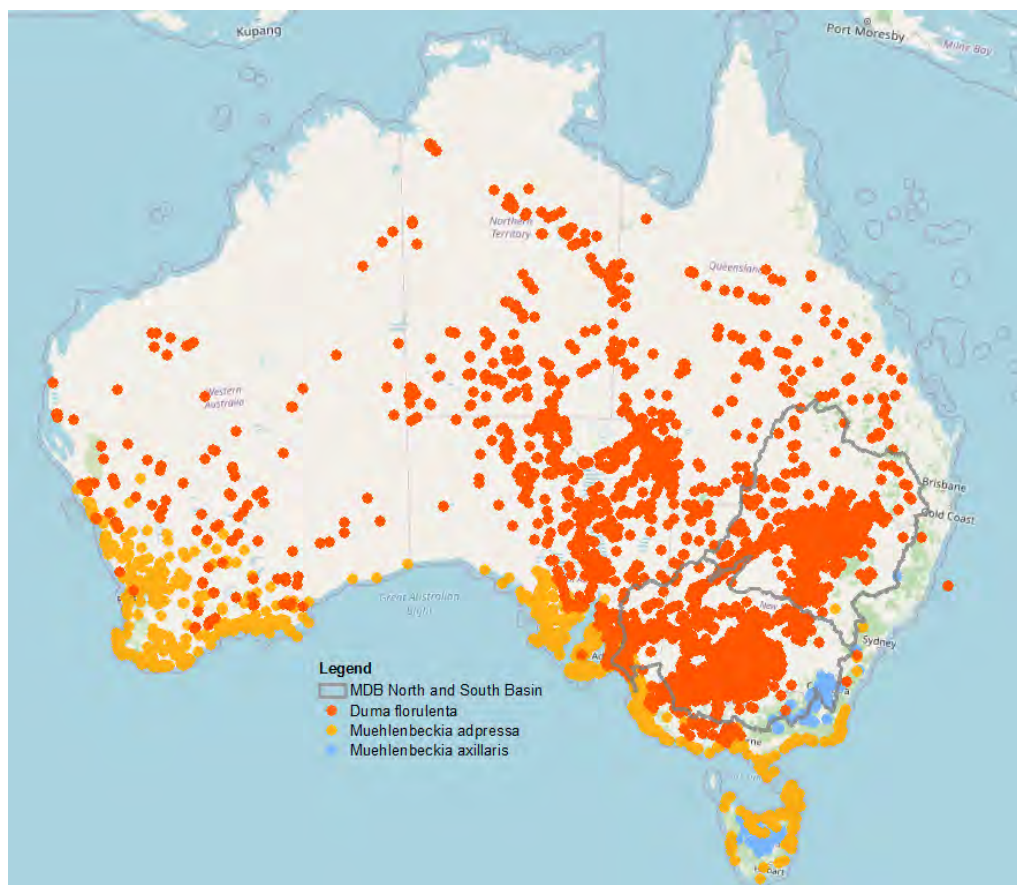 Kupang
Port Moresby
Milne Bay
Northern
Territory
Queensland
Western
Australia
Brisbane
Gold Coast
Great Australian
Bight
New
Sydney
Legend
MDB North and South Basin
Duma florulenta
Muehlenbeckia adpressa
Muehlenbeckia axillaris